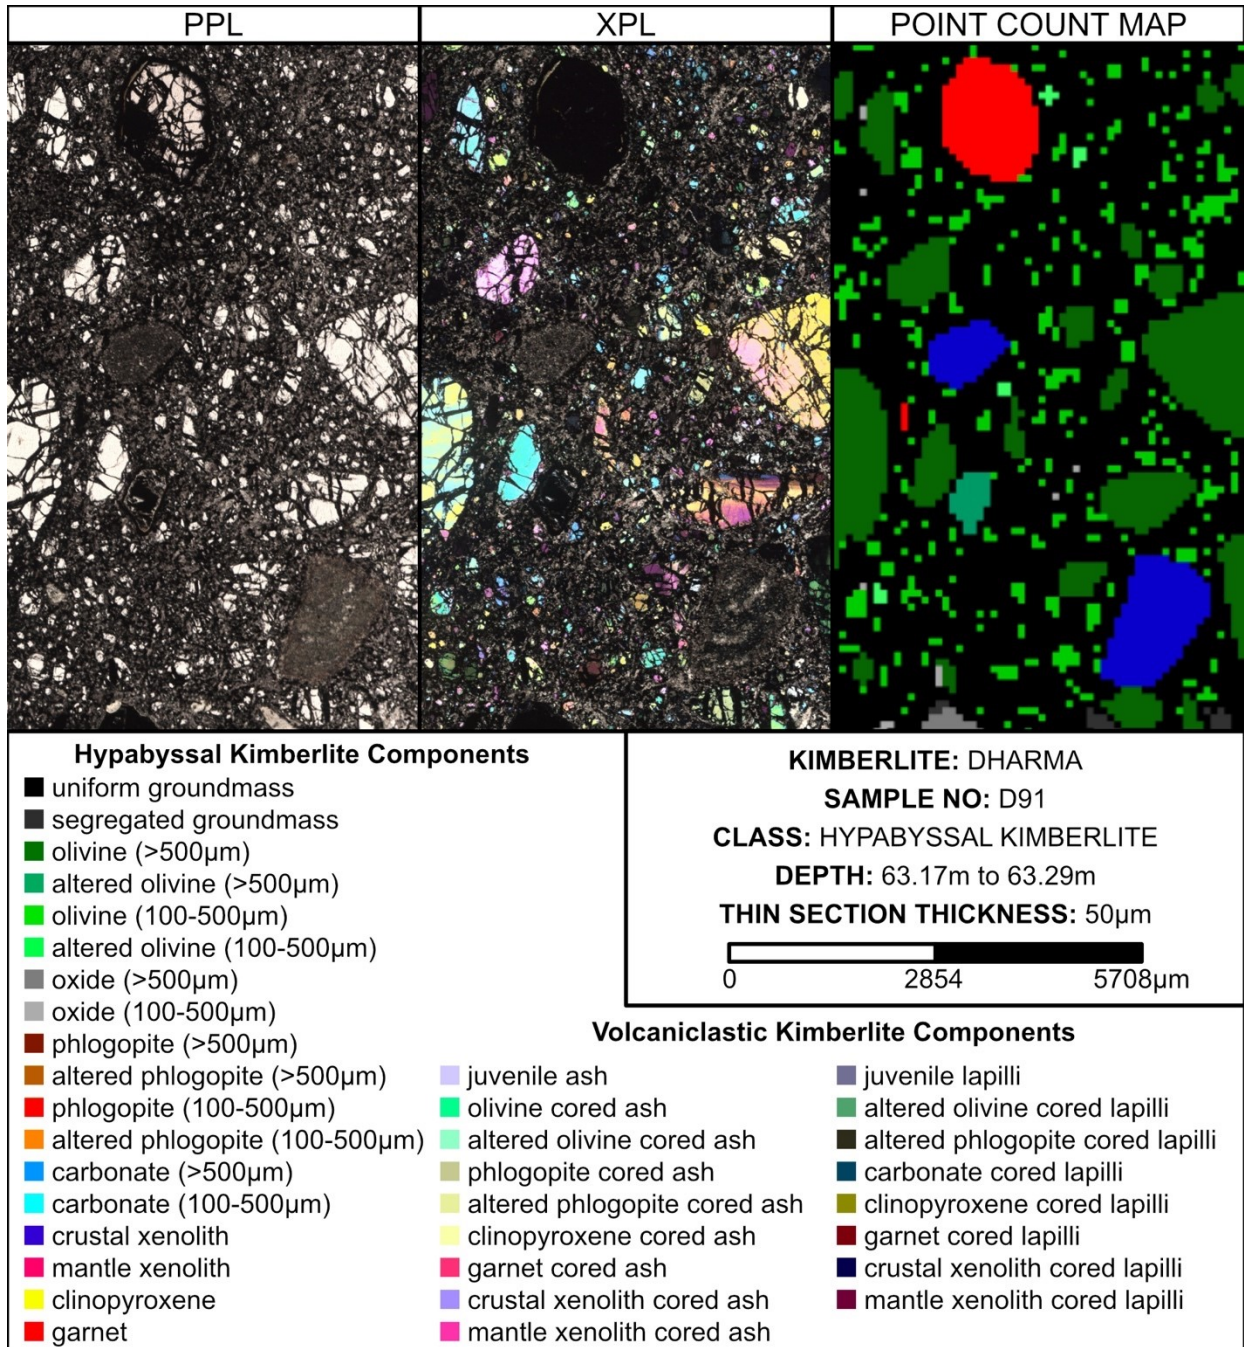 PPL
XPL
POINT COUNT MAP
Hypabyssal Kimberlite Components
uniform groundmass
segregated groundmass
olivine (>500µm)
altered olivine (>500µm)
olivine (100-500µm)
altered olivine (100-500µm)
oxide (>500µm)
oxide (100-500µm)
phlogopite (>500µm)
altered phlogopite (>500µm)
phlogopite (100-500µm)
altered phlogopite (100-500µm)
carbonate (>500µm)
carbonate (100-500µm)
crustal xenolith
mantle xenolith
clinopyroxene
garnet
KIMBERLITE: DHARMA
SAMPLE NO: D91
CLASS: HYPABYSSAL KIMBERLITE
DEPTH: 63.17m to 63.29m
THIN SECTION THICKNESS: 50µm
0 2854 5708µm
Volcaniclastic Kimberlite Components
juvenile ash
olivine cored ash
altered olivine cored ash
phlogopite cored ash
altered phlogopite cored ash
clinopyroxene cored ash
garnet cored ash
crustal xenolith cored ash
mantle xenolith cored ash
juvenile lapilli
altered olivine cored lapilli
altered phlogopite cored lapilli
carbonate cored lapilli
clinopyroxene cored lapilli
garnet cored lapilli
crustal xenolith cored lapilli
mantle xenolith cored lapilli